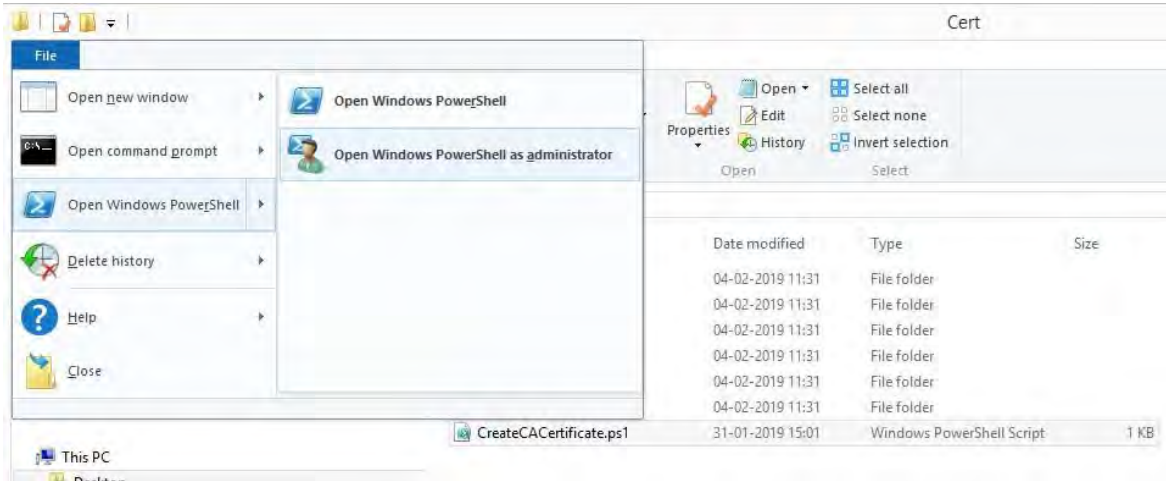 Cert
File
Open new window
Open command prompt
Open Windows PowerShell
Delete history
Help
Close
Open Windows PowerShell
Open Windows PowerShell as administrator
Properties
Open
Edit
History
Open
Select all
Select none
Invert selection
Select
Date modified Type Size
04-02-2019 11:31 File folder
04-02-2019 11:31 File folder
04-02-2019 11:31 File folder
04-02-2019 11:31 File folder
04-02-2019 11:31 File folder
04-02-2019 11:31 File folder
CreateCACertificate.ps1 31-01-2019 15:01 Windows PowerShell Script 1 KB
This PC
Desktop